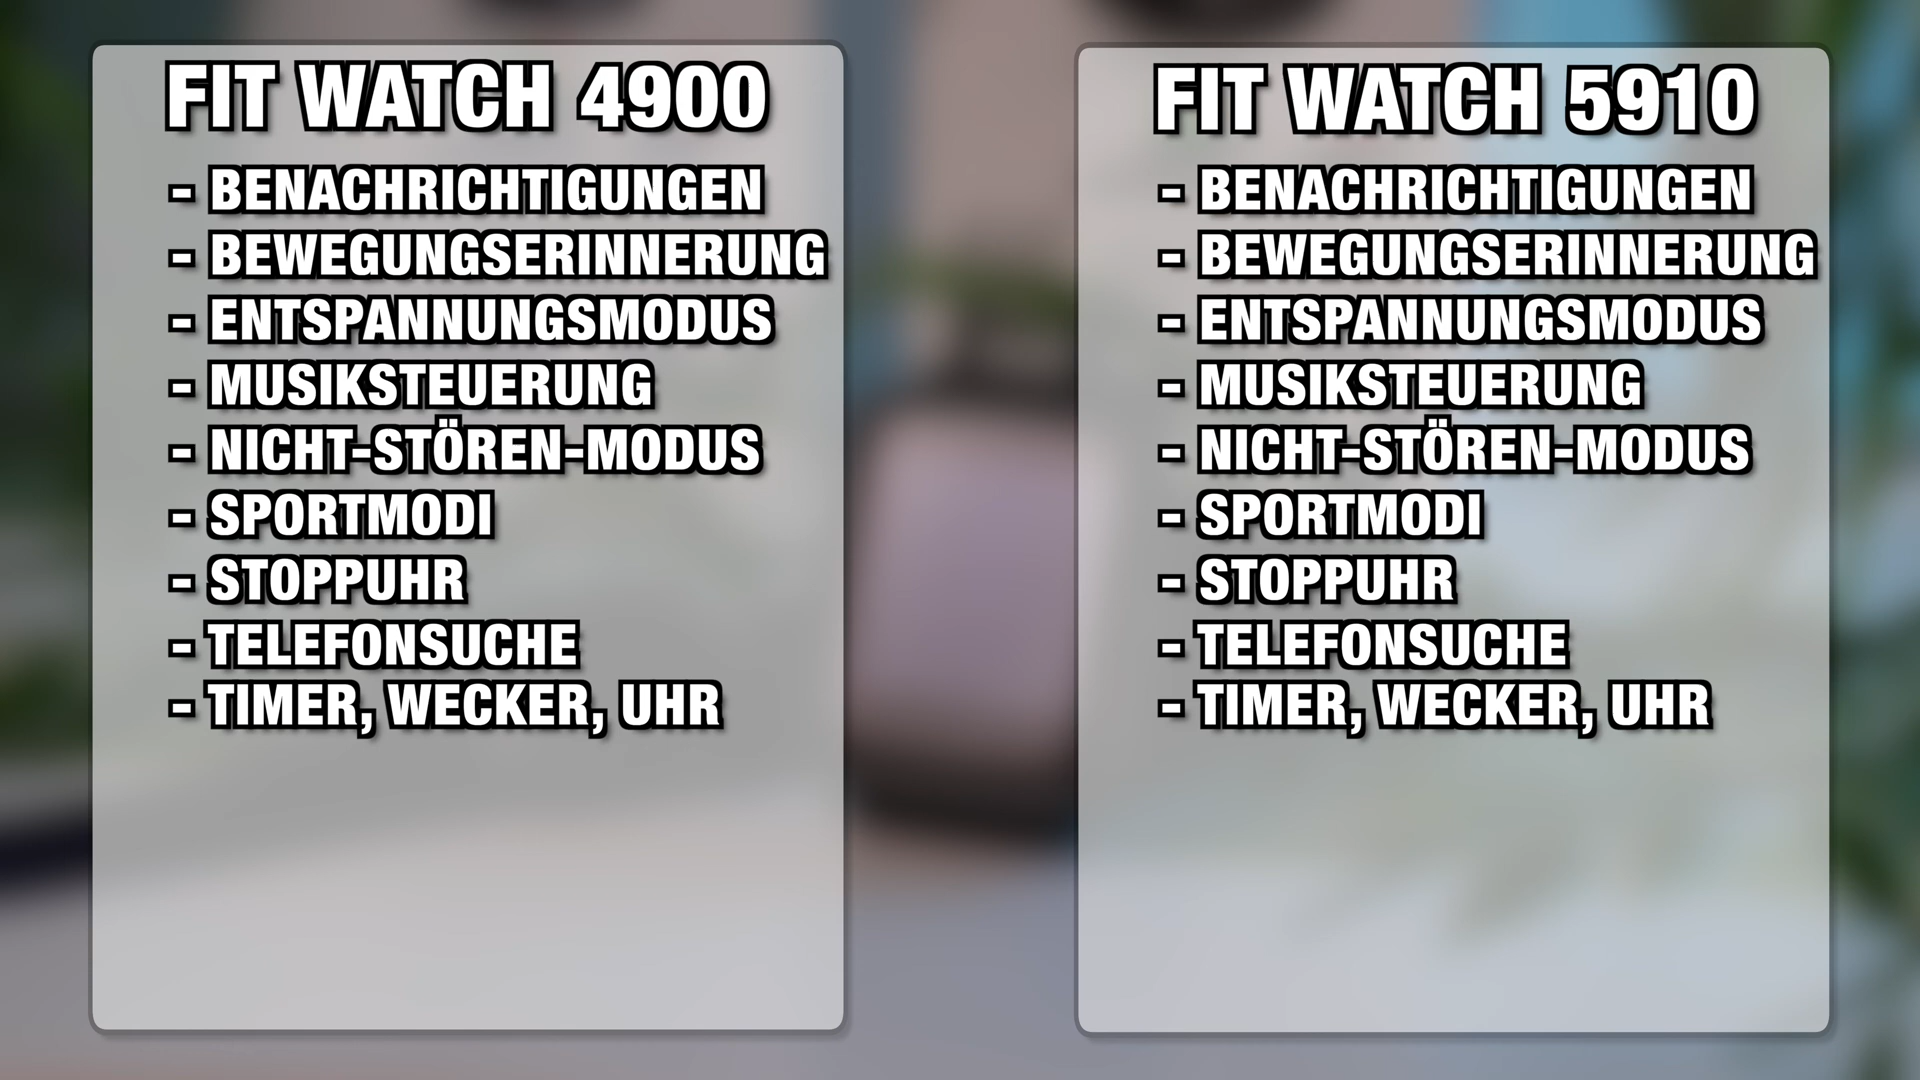 FIT WATCH 4900
- BENACHRICHTIGUNGEN
- BEWEGUNGSERINNERUNG
- ENTSPANNUNGSMODUS
- MUSIKSTEUERUNG
- NICHT-STÖREN-MODUS
- SPORTMODI
- STOPPUHR
- TELEFONSUCHE
- TIMER, WECKER, UHR
FIT WATCH 5910
- BENACHRICHTIGUNGEN
- BEWEGUNGSERINNERUNG
- ENTSPANNUNGSMODUS
- MUSIKSTEUERUNG
- NICHT-STÖREN-MODUS
- SPORTMODI
- STOPPUHR
- TELEFONSUCHE
- TIMER, WECKER, UHR